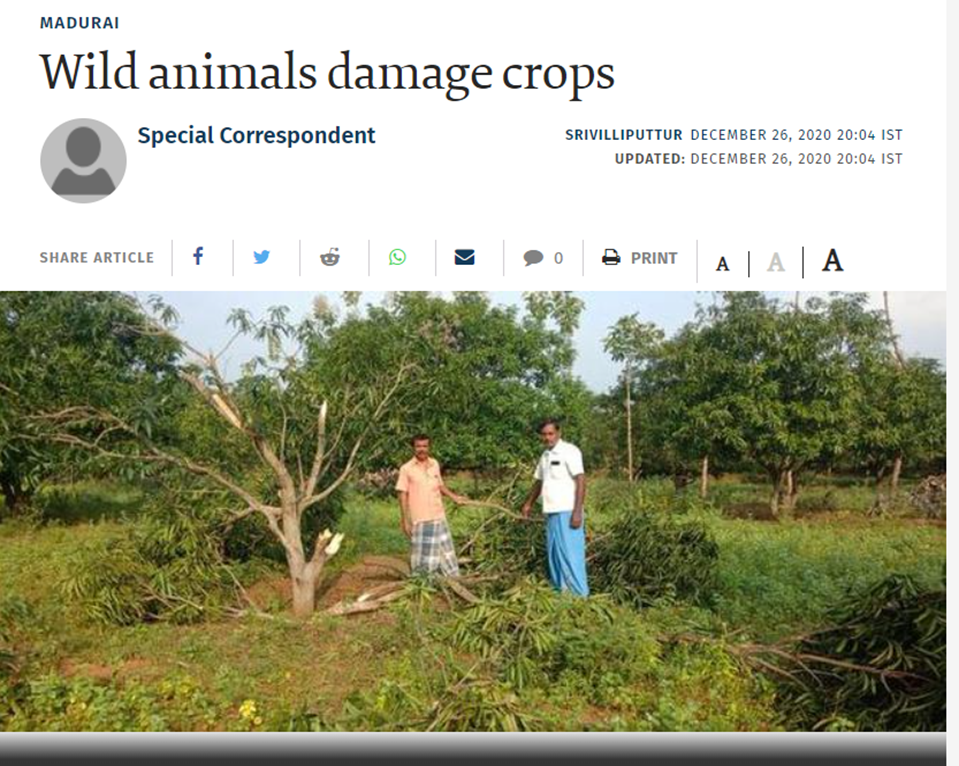 MADURAI
Wild animals damage crops
Special Correspondent
SRIVILLIPUTTUR DECEMBER 26, 2020 20:04 IST
UPDATED: DECEMBER 26, 2020 20:04 IST
SHARE ARTICLE 0 PRINT A A A